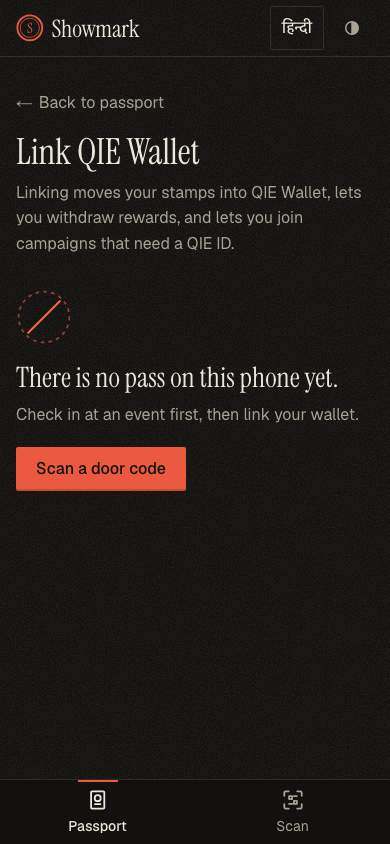 S Showmark
हिन्दी
← Back to passport
Link QIE Wallet
Linking moves your stamps into QIE Wallet, lets
you withdraw rewards, and lets you join
campaigns that need a QIE ID.
There is no pass on this phone yet.
Check in at an event first, then link your wallet.
Scan a door code
Passport
Scan